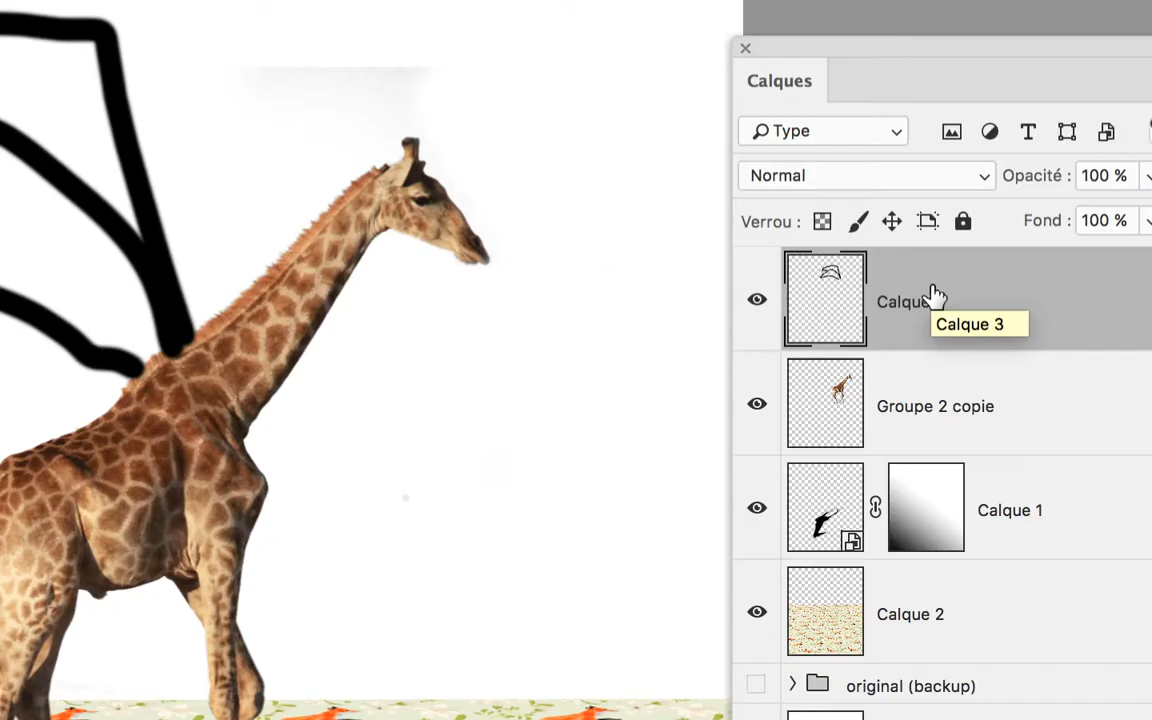 Calques
Type
Normal
Opacité :
100 %
Verrou :
Fond :
100 %
Calque
Calque 3
Groupe 2 copie
Calque 1
Calque 2
original (backup)